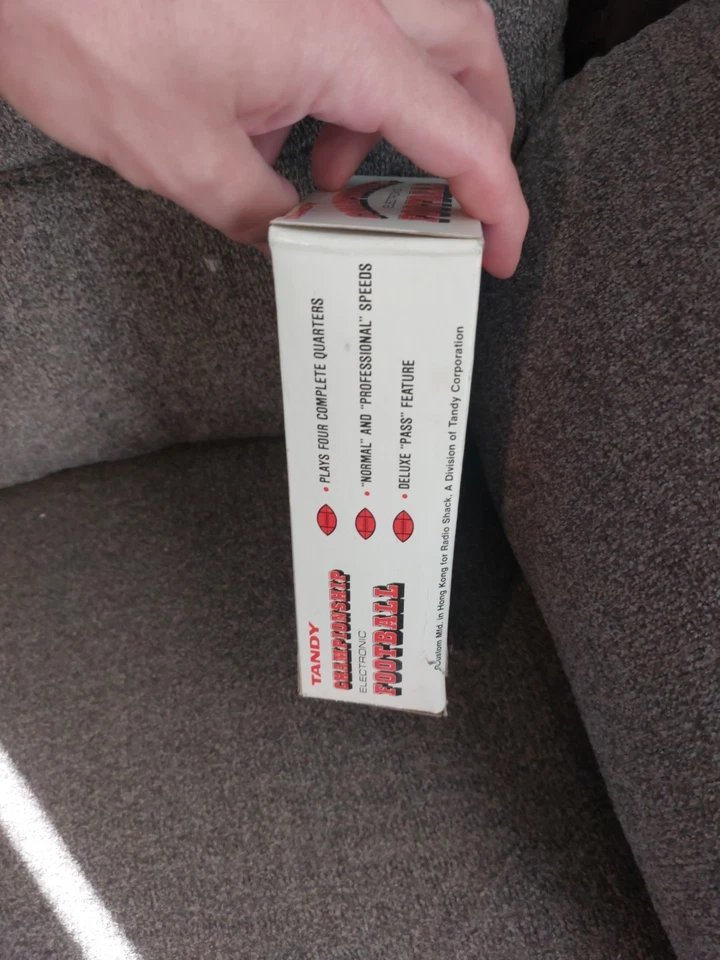 TANDY
CHAMPIONSHIP
ELECTRONIC
FOOTBALL
• PLAYS FOUR COMPLETE QUARTERS
• "NORMAL" AND "PROFESSIONAL" SPEEDS
• DELUXE "PASS" FEATURE
Custom Mfd. in Hong Kong for Radio Shack, A Division of Tandy Corporation